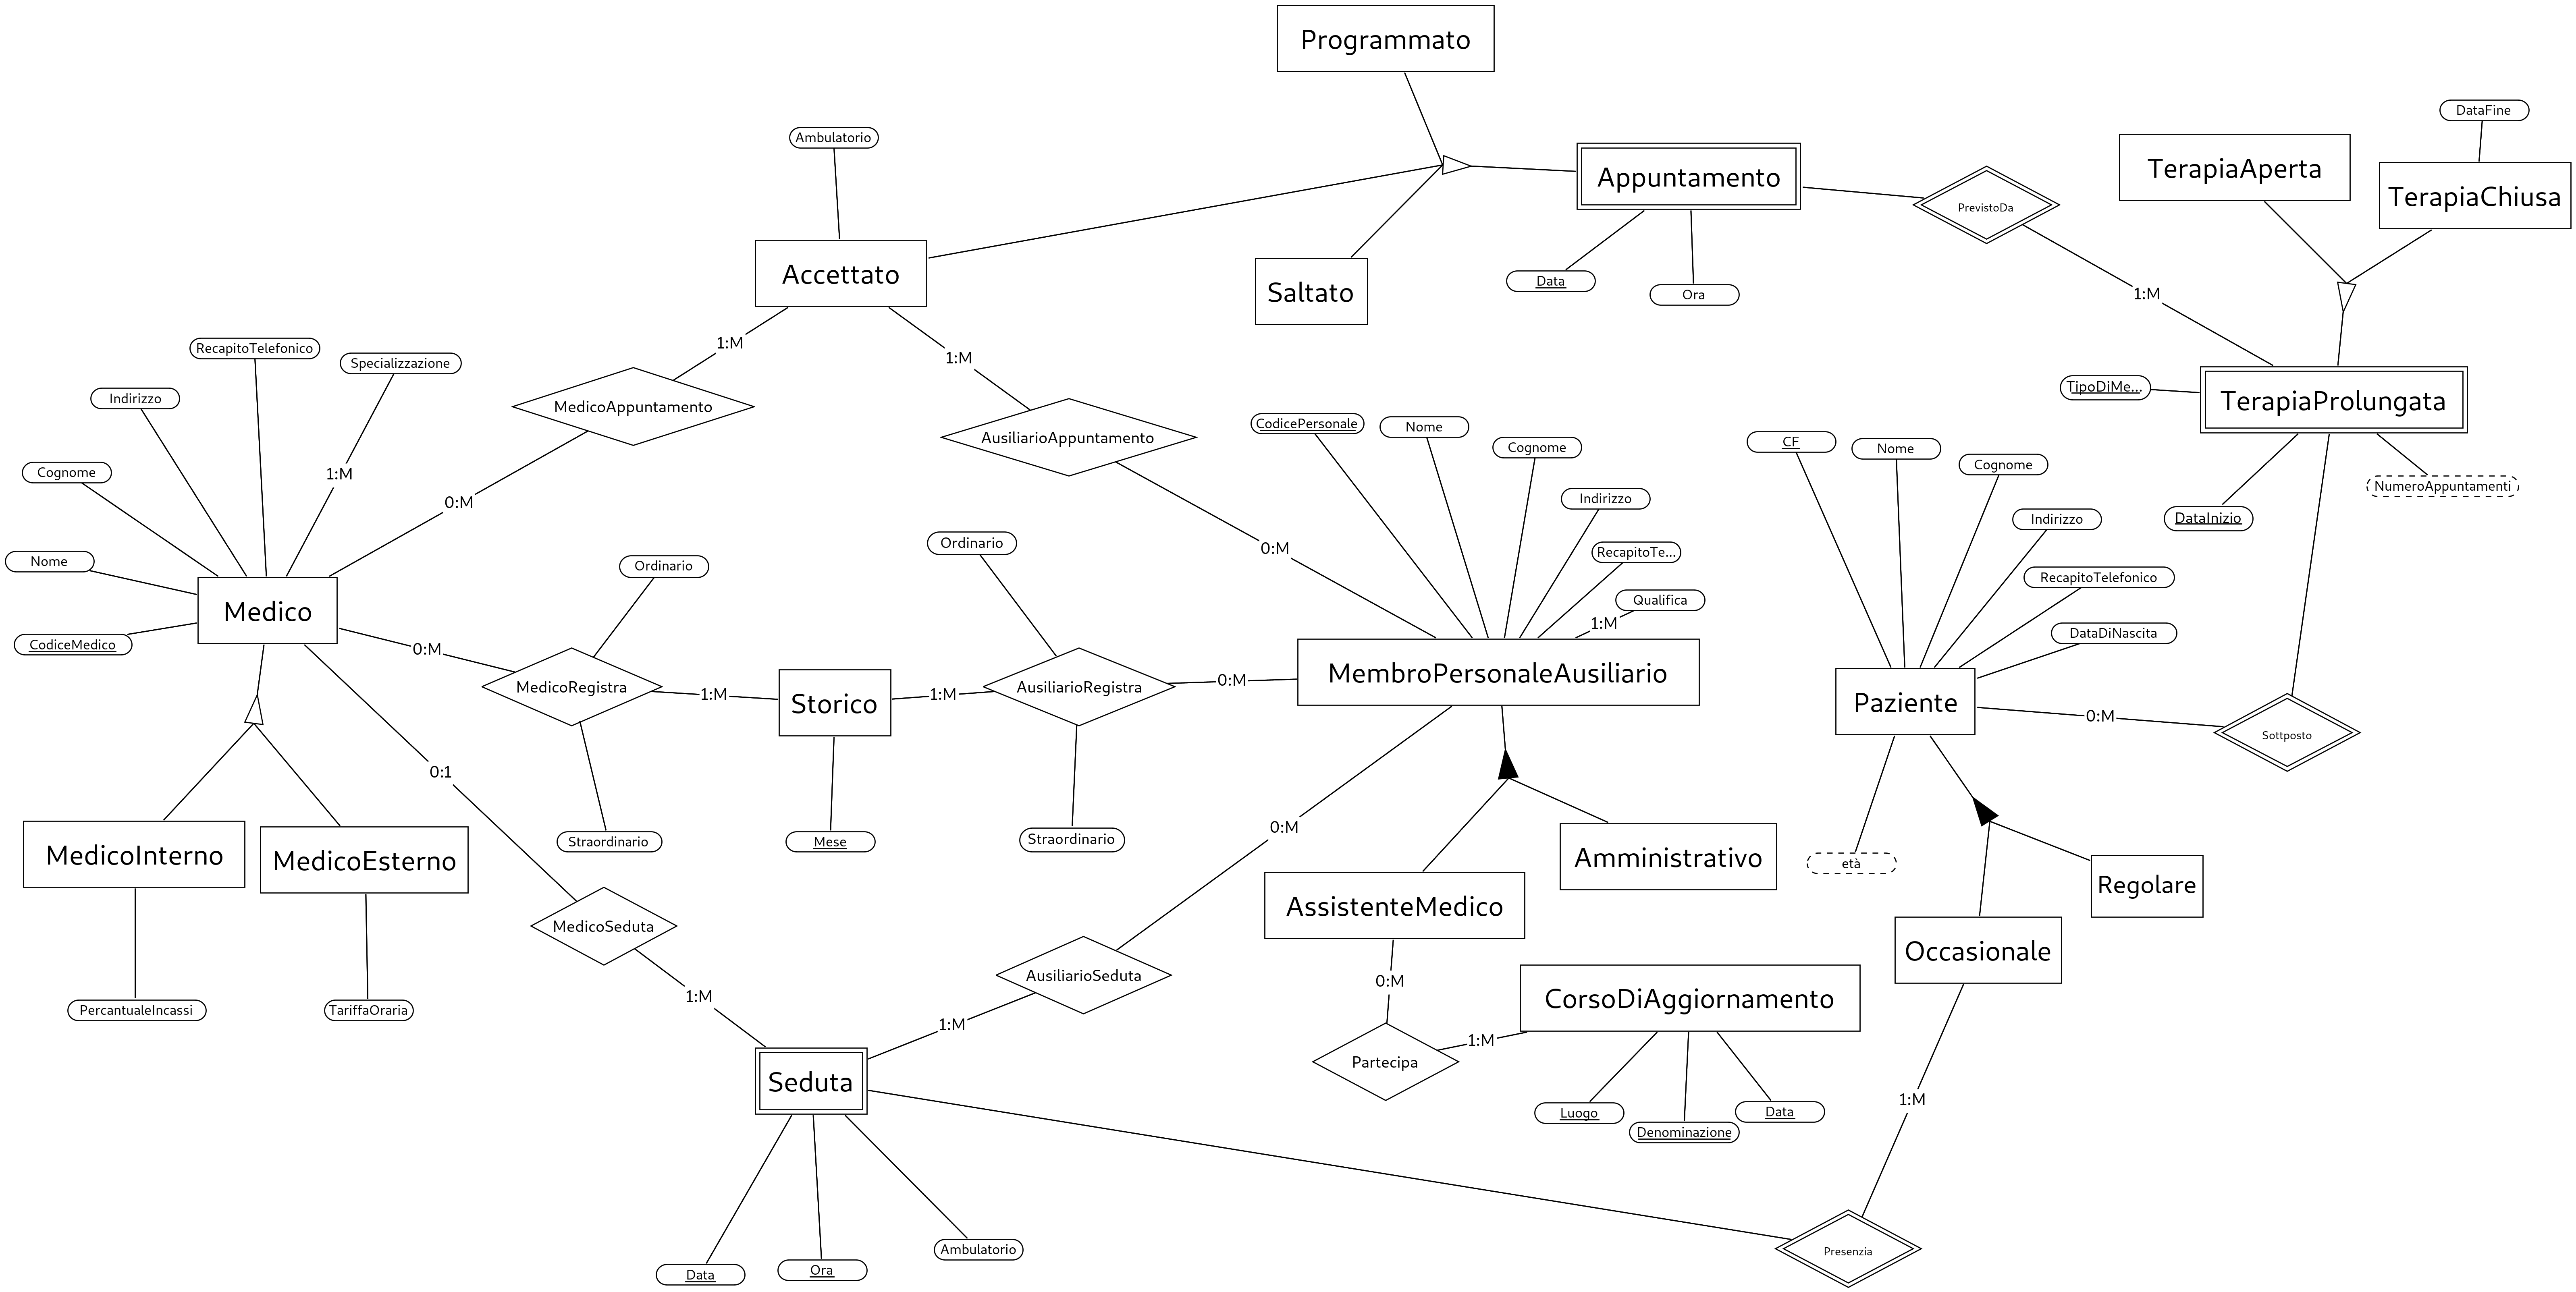 Programmato
DataFine
Ambulatorio
TerapiaAperta
TerapiaChiusa
Appuntamento
PrevistoDa
Accettato
Saltato
Data
Ora
1:M
1:M
1:M
RecapitoTelefonico
Specializzazione
Indirizzo
MedicoAppuntamento
AusiliarioAppuntamento
TipoDiMe...
TerapiaProlungata
CodicePersonale
Nome
Cognome
CF
Nome
Cognome
Cognome
1:M
0:M
Indirizzo
NumeroAppuntamenti
DataInizio
Indirizzo
Nome
Ordinario
Ordinario
0:M
RecapitoTe...
RecapitoTelefonico
Qualifica
1:M
Medico
CodiceMedico
0:M
DataDiNascita
MembroPersonaleAusiliario
MedicoRegistra
1:M
Storico
1:M
AusiliarioRegistra
0:M
Paziente
0:M
Sottposto
0:1
0:M
Straordinario
Mese
Straordinario
MedicoInterno
MedicoEsterno
Amministrativo
età
Regolare
AssistenteMedico
MedicoSeduta
Occasionale
AusiliarioSeduta
0:M
1:M
PercantualeIncassi
TariffaOraria
1:M
CorsoDiAggiornamento
1:M
Partecipa
Seduta
1:M
Luogo
Denominazione
Data
Presenzia
Ambulatorio
Data
Ora